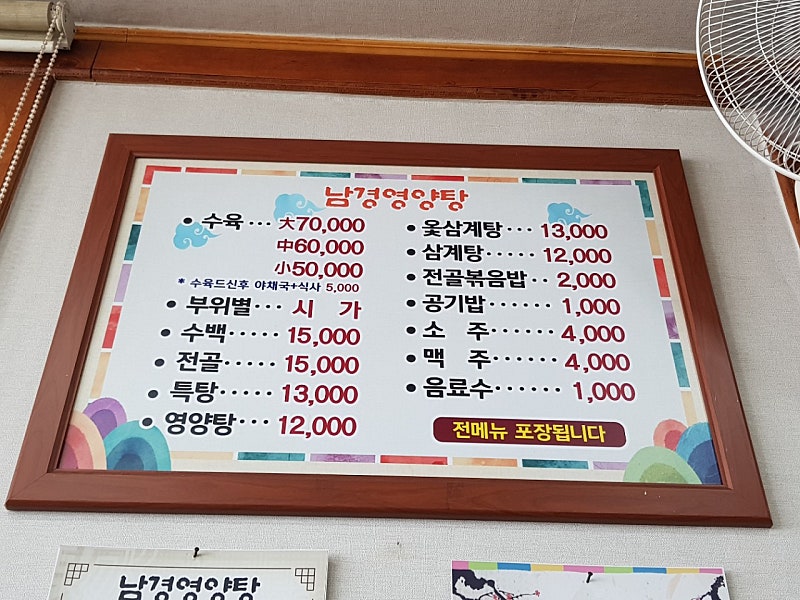 남경영양탕
• 수육 ··· 大70,000
中60,000
小50,000
* 수육드신후 야채국+식사 5,000
• 부위별··· 시 가
• 수백····· 15,000
• 전골····· 15,000
• 특탕····· 13,000
• 영양탕··· 12,000
• 옻삼계탕··· 13,000
• 삼계탕····· 12,000
• 전골볶음밥·· 2,000
• 공기밥····· 1,000
• 소 주······ 4,000
• 맥 주······ 4,000
• 음료수······ 1,000
전메뉴 포장됩니다
남경영양탕